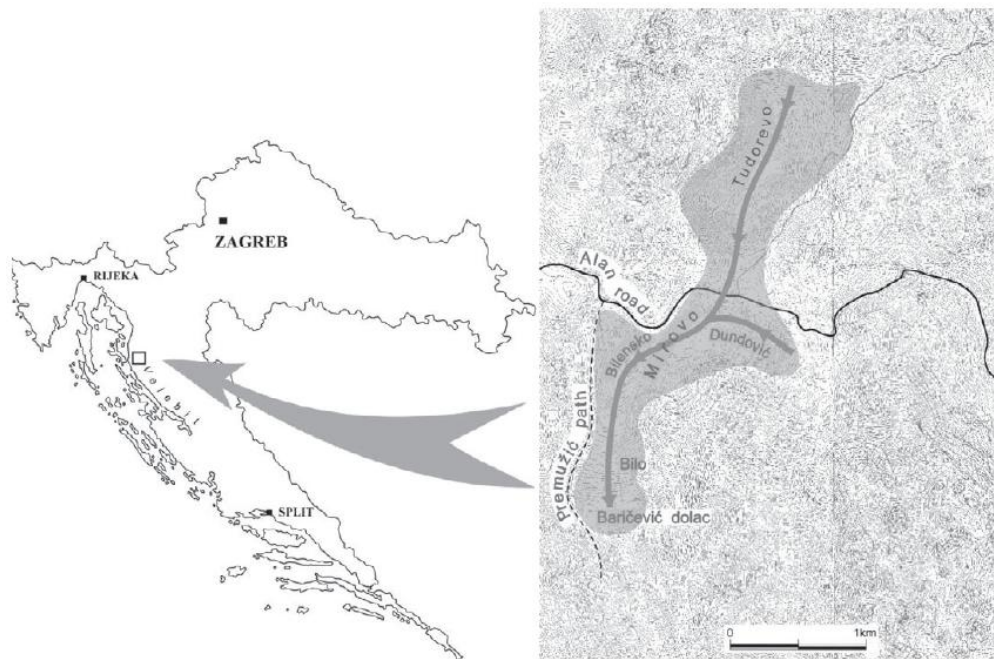 ZAGREB
RIJEKA
velebit
SPLIT
Tudorevo
Alan road
Mirovo
Bilensko
Dundović
Premužić path
Bilo
Baričević dolac
0 1km